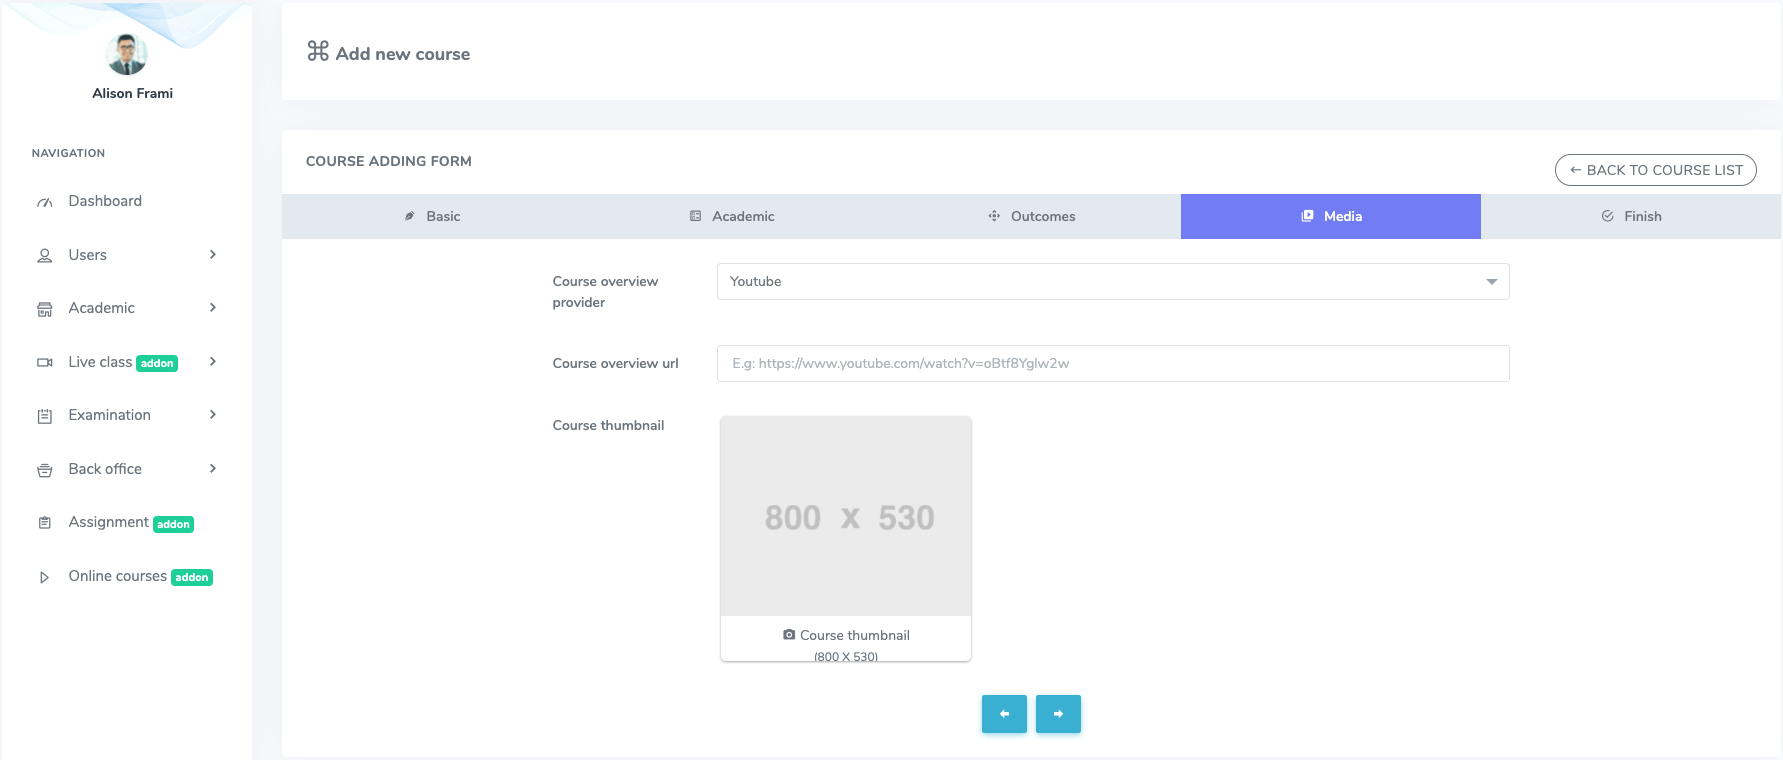 Alison Frami
NAVIGATION
Dashboard
Users
Academic
Live class addon
Examination
Back office
Assignment addon
Online courses addon
Add new course
COURSE ADDING FORM
← BACK TO COURSE LIST
Basic
Academic
Outcomes
Media
Finish
Course overview
provider
Youtube
Course overview url
E.g: https://www.youtube.com/watch?v=oBtf8Yglw2w
Course thumbnail
800 x 530
Course thumbnail
(800 X 530)